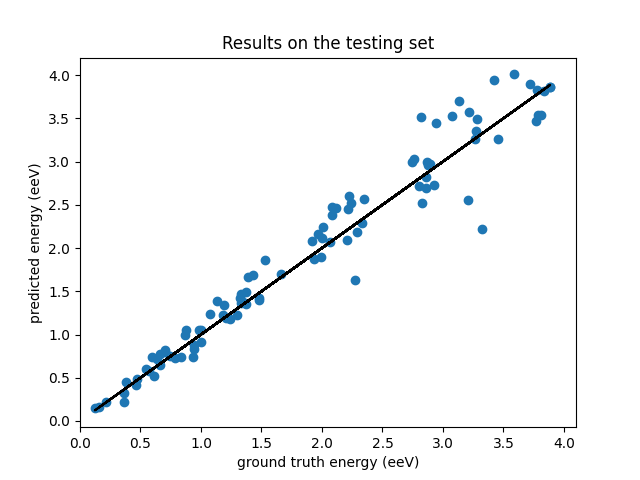 Results on the testing set
4.0
3.5
3.0
2.5
2.0
1.5
1.0
0.5
0.0
predicted energy (eeV)
0.0 0.5 1.0 1.5 2.0 2.5 3.0 3.5 4.0
ground truth energy (eeV)